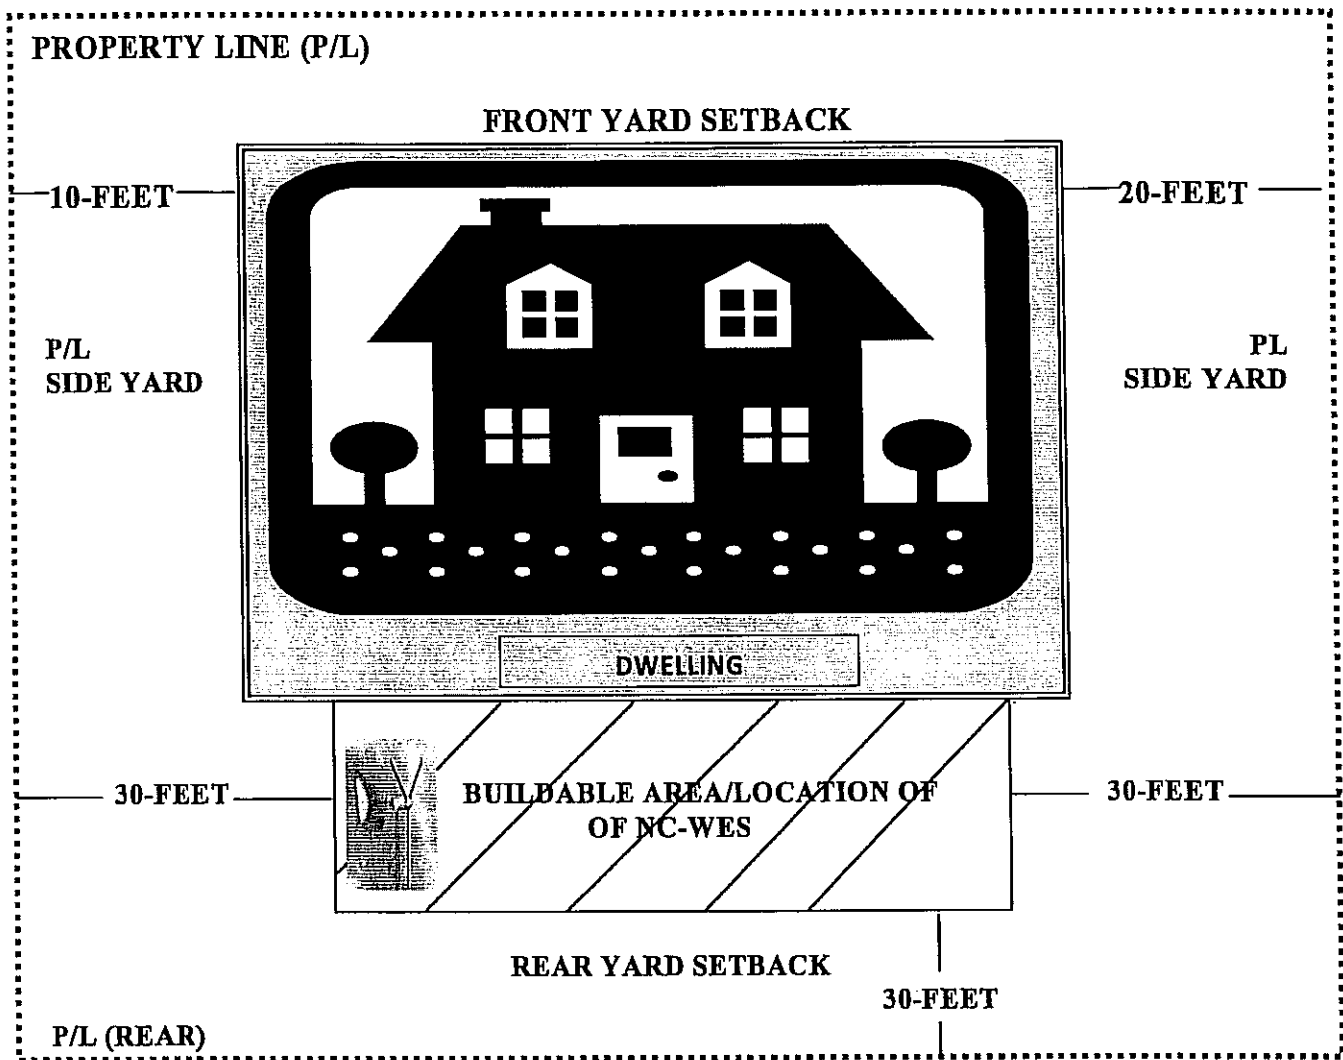 PROPERTY LINE (P/L)
FRONT YARD SETBACK
10-FEET
20-FEET
P/L
SIDE YARD
PL
SIDE YARD
DWELLING
30-FEET
BUILDABLE AREA/LOCATION OF
OF NC-WES
30-FEET
REAR YARD SETBACK
30-FEET
P/L (REAR)